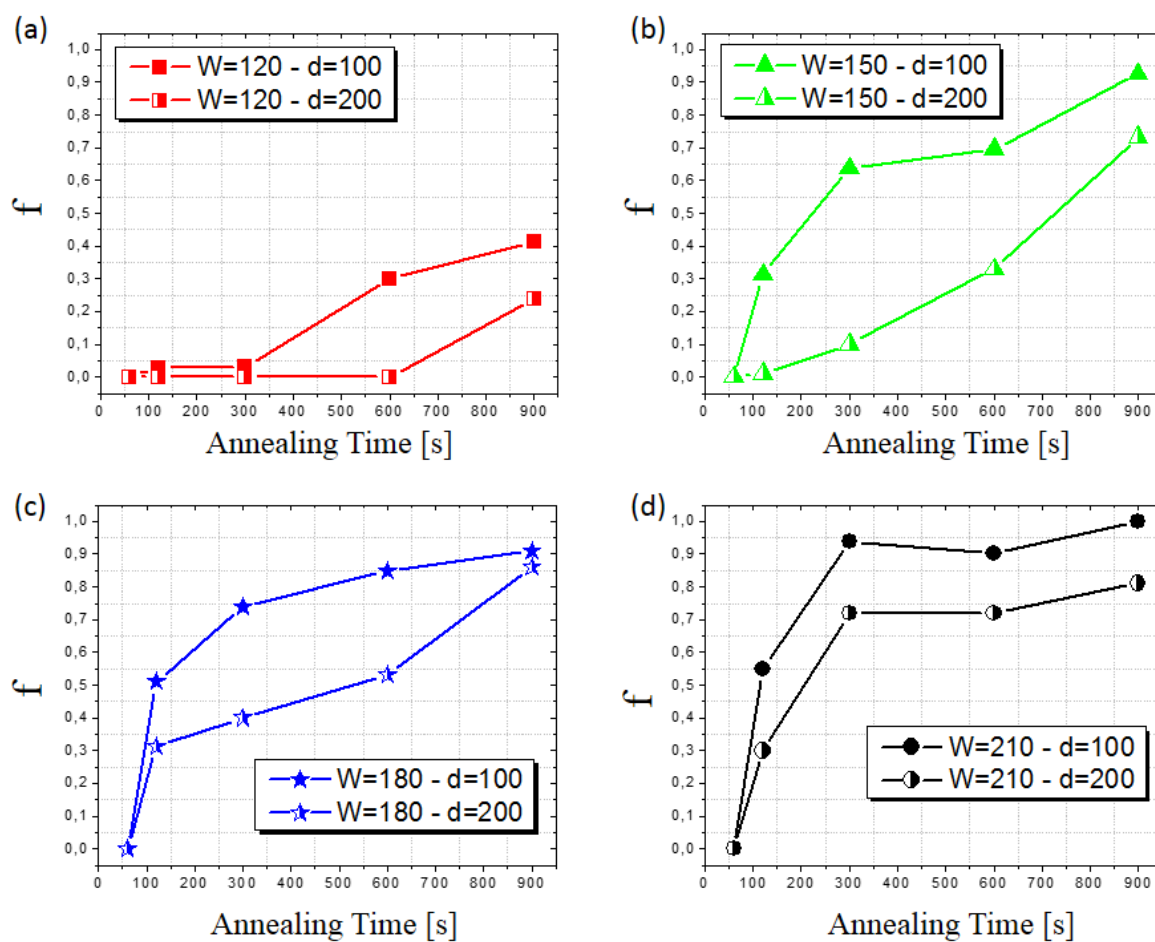 (a)
1,0
0,9
0,8
0,7
0,6
0,5
0,4
0,3
0,2
0,1
0,0
f
W=120 - d=100
W=120 - d=200
0 100 200 300 400 500 600 700 800 900
Annealing Time [s]
(b)
1,0
0,9
0,8
0,7
0,6
0,5
0,4
0,3
0,2
0,1
0,0
f
W=150 - d=100
W=150 - d=200
0 100 200 300 400 500 600 700 800 900
Annealing Time [s]
(c)
1,0
0,9
0,8
0,7
0,6
0,5
0,4
0,3
0,2
0,1
0,0
f
W=180 - d=100
W=180 - d=200
0 100 200 300 400 500 600 700 800 900
Annealing Time [s]
(d)
1,0
0,9
0,8
0,7
0,6
0,5
0,4
0,3
0,2
0,1
0,0
f
W=210 - d=100
W=210 - d=200
0 100 200 300 400 500 600 700 800 900
Annealing Time [s]